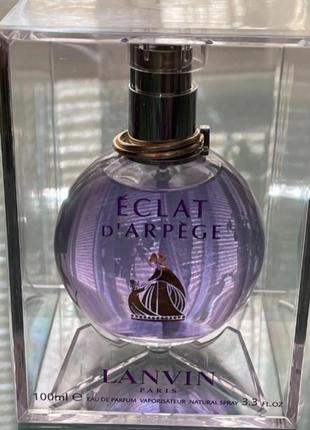 ÉCLAT
D'ARPÈGE
LANVIN
PARIS
100ml e EAU DE PARFUM VAPORISATEUR NATURAL SPRAY 3.3 FL.OZ